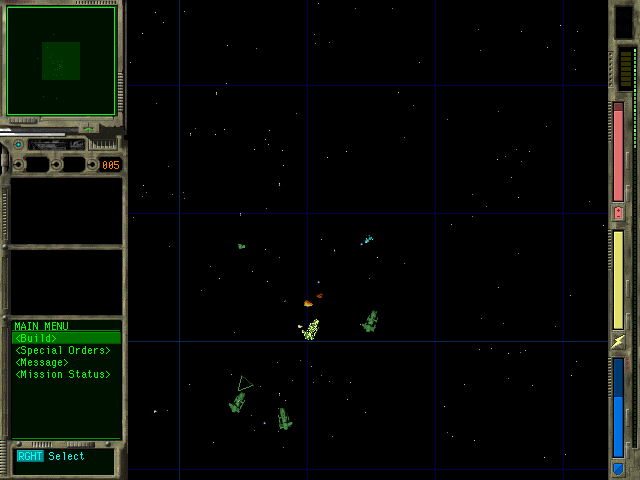 005
MAIN MENU
<Build>
<Special Orders>
<Message>
<Mission Status>
RGHT Select